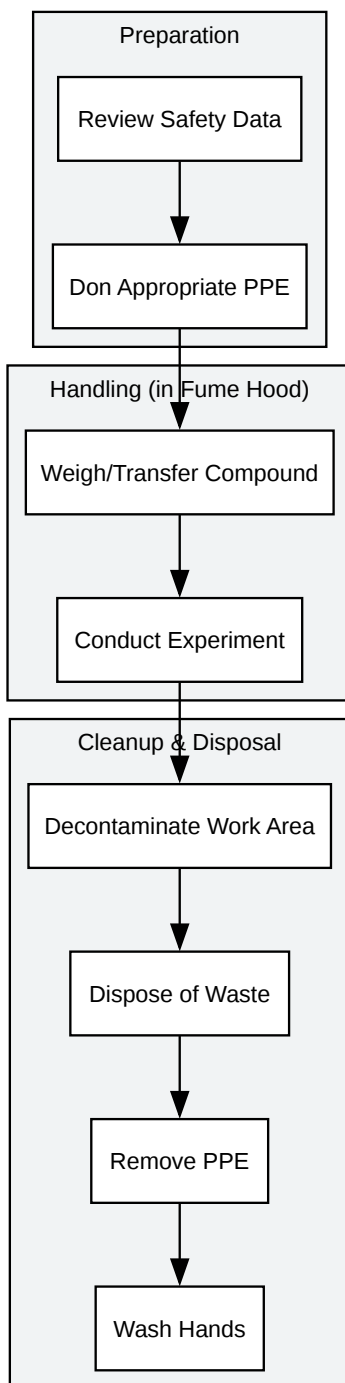 Preparation
Review Safety Data
Don Appropriate PPE
Handling (in Fume Hood)
Weigh/Transfer Compound
Conduct Experiment
Cleanup & Disposal
Decontaminate Work Area
Dispose of Waste
Remove PPE
Wash Hands